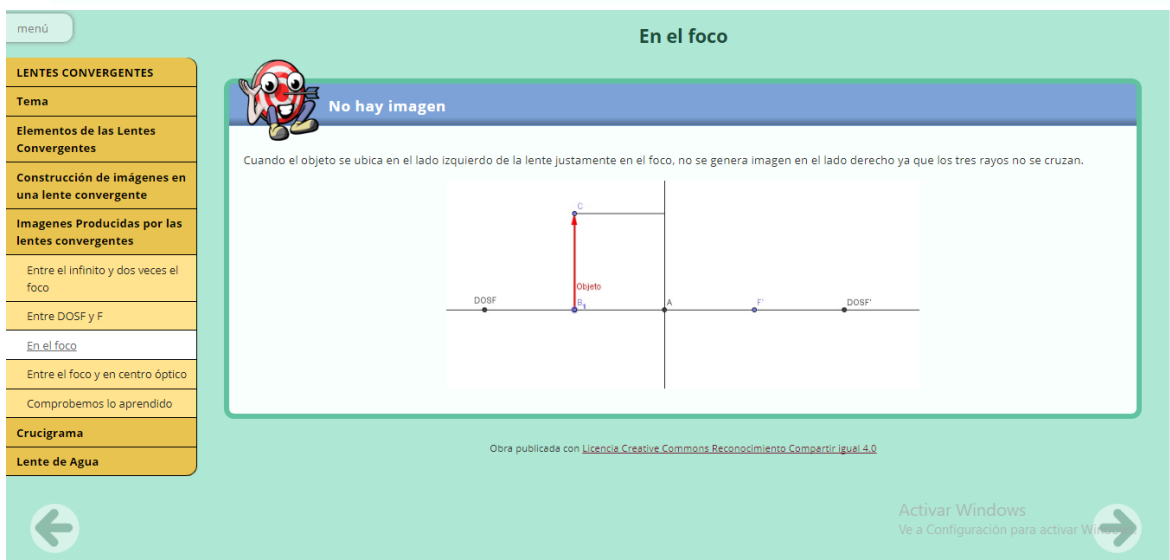 menú
En el foco
LENTES CONVERGENTES
Tema
Elementos de las Lentes
Convergentes
Construcción de imágenes en
una lente convergente
Imagenes Producidas por las
lentes convergentes
Entre el infinito y dos veces el
foco
Entre DOSF y F
En el foco
Entre el foco y en centro óptico
Comprobemos lo aprendido
Crucigrama
Lente de Agua
No hay imagen
Cuando el objeto se ubica en el lado izquierdo de la lente justamente en el foco, no se genera imagen en el lado derecho ya que los tres rayos no se cruzan.
C
Objeto
DOSF
B1
A
F'
DOSF'
Obra publicada con Licencia Creative Commons Reconocimiento Compartir igual 4.0
Activar Windows
Ve a Configuración para activar